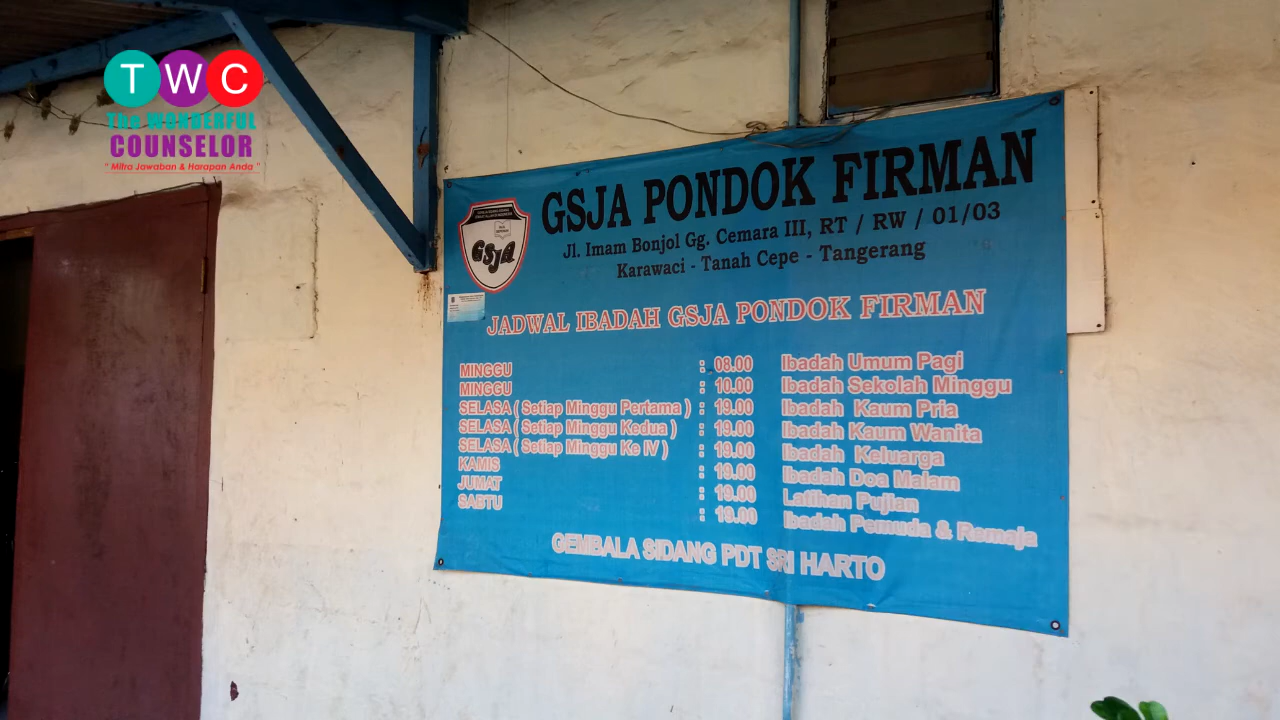 TWC
The WONDERFUL
COUNSELOR
" Mitra Jawaban & Harapan Anda "
GSJA PONDOK FIRMAN
Jl. Imam Bonjol Gg. Cemara III, RT / RW / 01/03
Karawaci - Tanah Cepe - Tangerang
GSJA
JADWAL IBADAH GSJA PONDOK FIRMAN
MINGGU : 08.00 Ibadah Umum Pagi
MINGGU : 10.00 Ibadah Sekolah Minggu
SELASA ( Setiap Minggu Pertama ) : 19.00 Ibadah Kaum Pria
SELASA ( Setiap Minggu Kedua ) : 19.00 Ibadah Kaum Wanita
SELASA ( Setiap Minggu Ke IV ) : 19.00 Ibadah Keluarga
KAMIS : 19.00 Ibadah Doa Malam
JUMAT : 19.00 Latihan Pujian
SABTU : 19.00 Ibadah Pemuda & Remaja
GEMBALA SIDANG PDT SRI HARTO